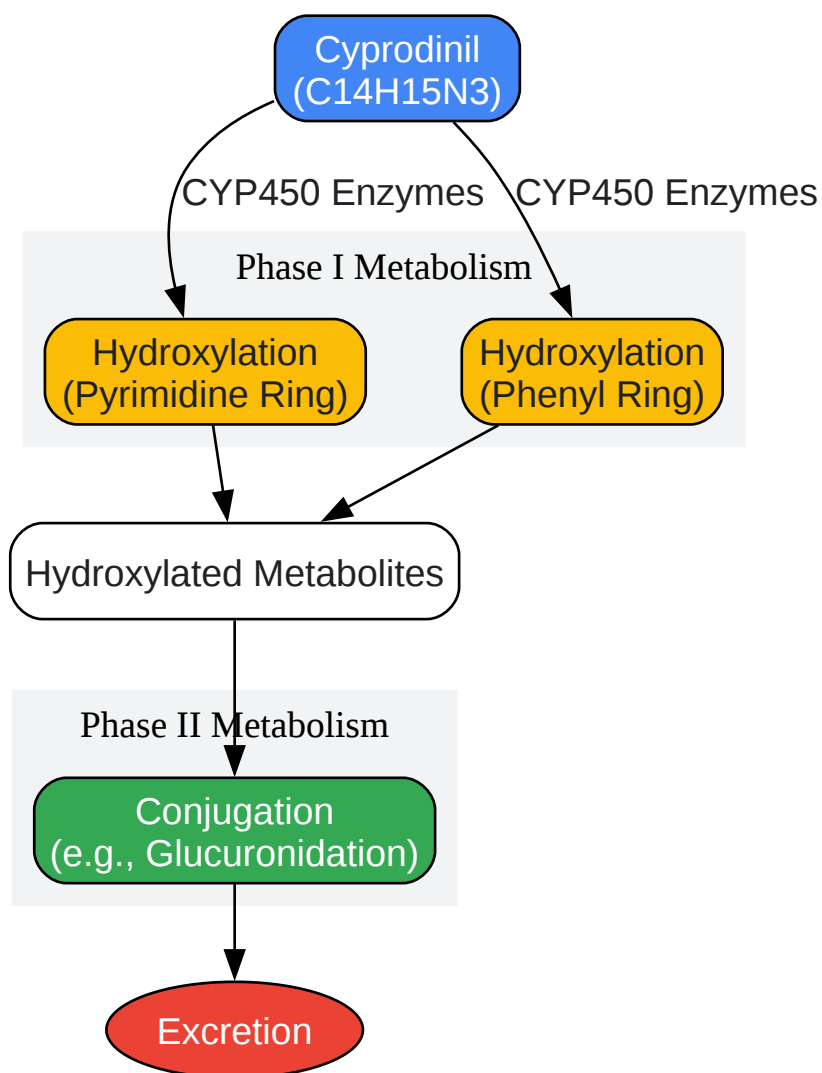 Cyprodinil
(C14H15N3)
CYP450 Enzymes
CYP450 Enzymes
Phase I Metabolism
Hydroxylation
(Pyrimidine Ring)
Hydroxylation
(Phenyl Ring)
Hydroxylated Metabolites
Phase II Metabolism
Conjugation
(e.g., Glucuronidation)
Excretion